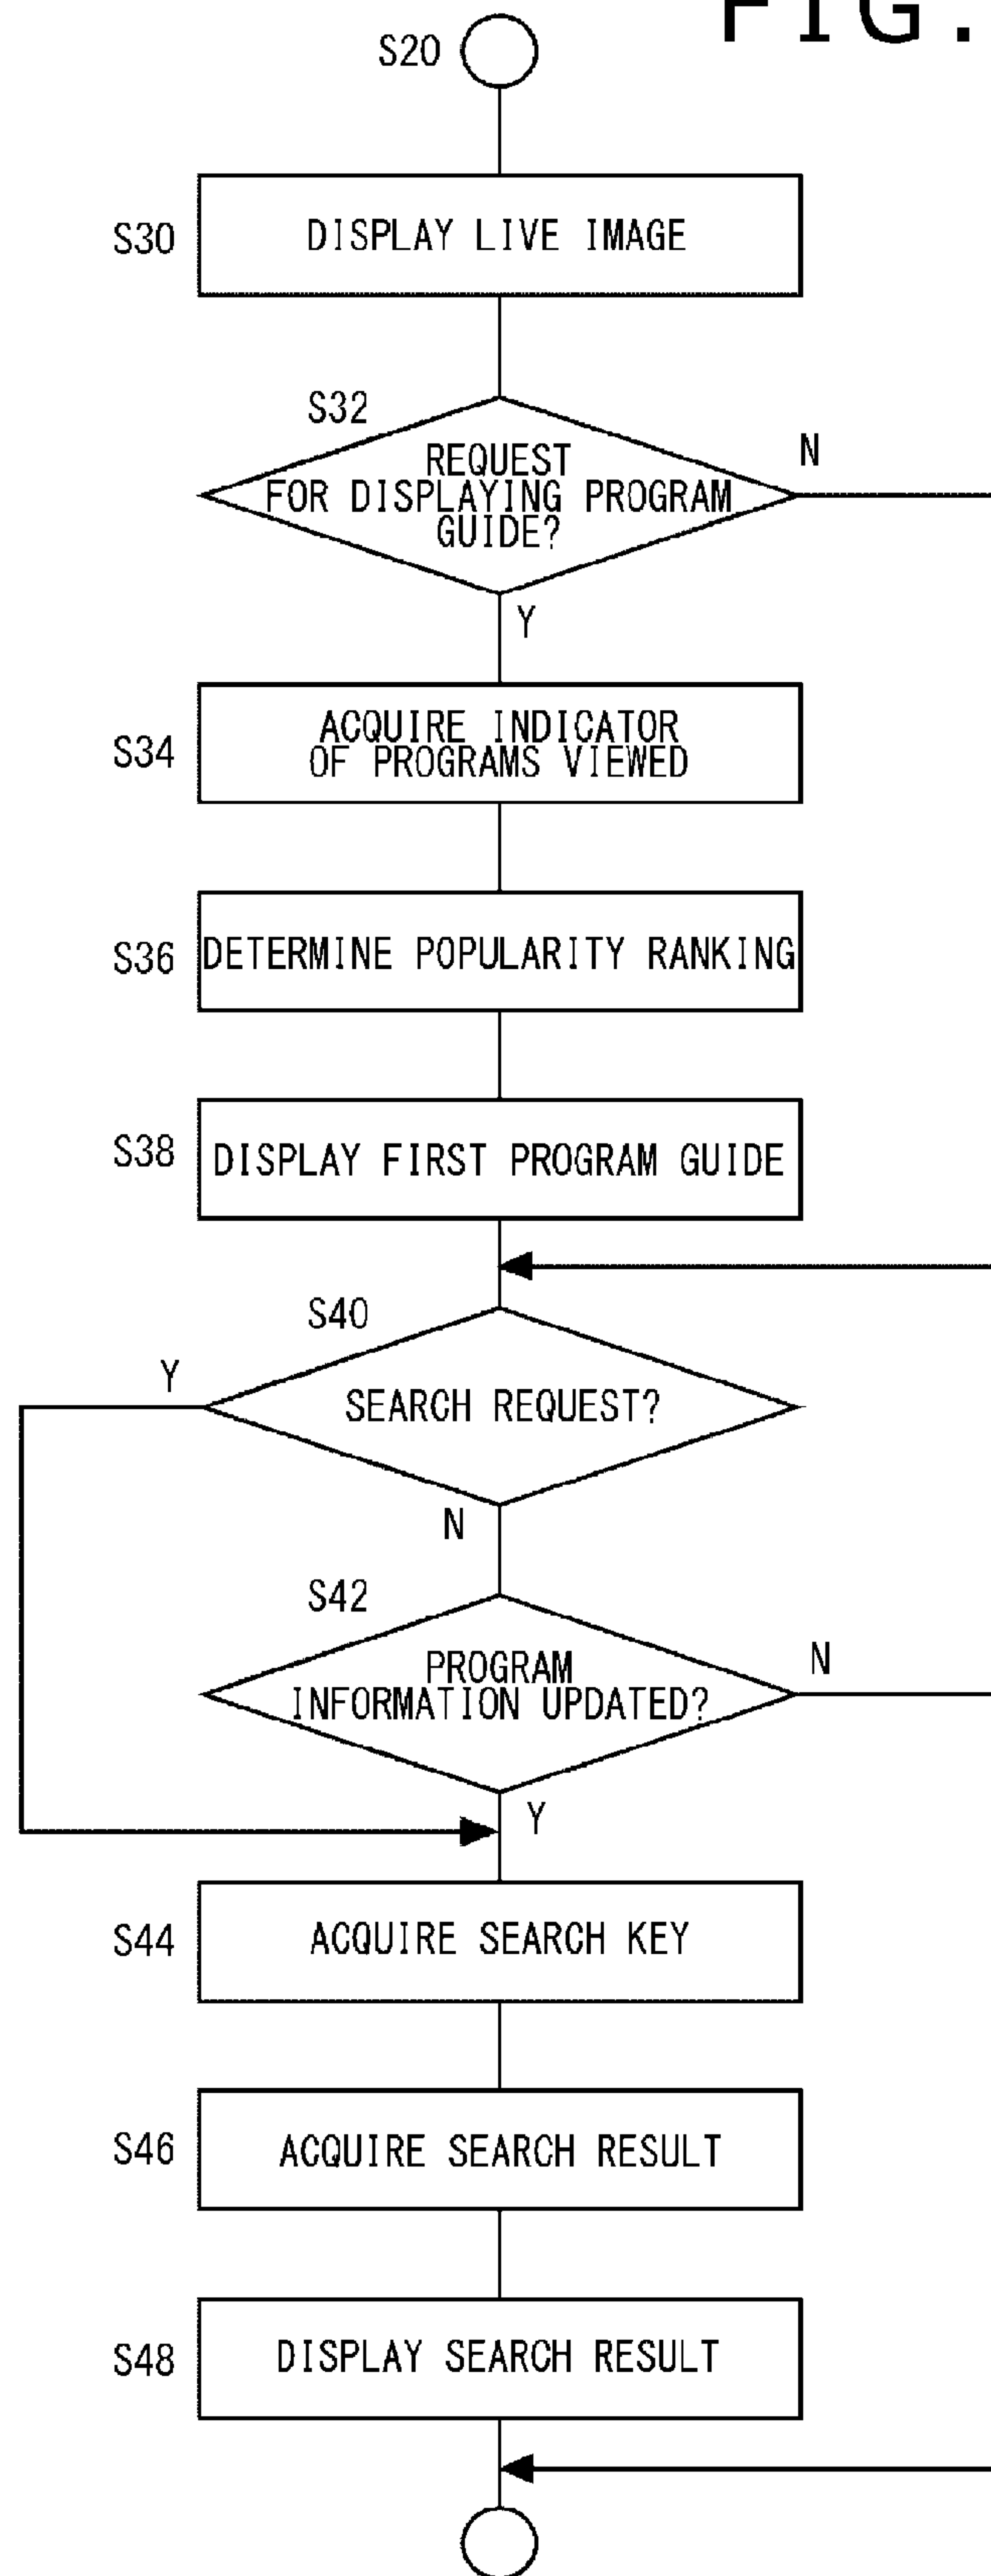 FIG.
S20
S30
DISPLAY LIVE IMAGE
S32
REQUEST
FOR DISPLAYING PROGRAM
GUIDE?
N
Y
S34
ACQUIRE INDICATOR
OF PROGRAMS VIEWED
S36
DETERMINE POPULARITY RANKING
S38
DISPLAY FIRST PROGRAM GUIDE
S40
Y
SEARCH REQUEST?
N
S42
PROGRAM
INFORMATION UPDATED?
N
Y
S44
ACQUIRE SEARCH KEY
S46
ACQUIRE SEARCH RESULT
S48
DISPLAY SEARCH RESULT